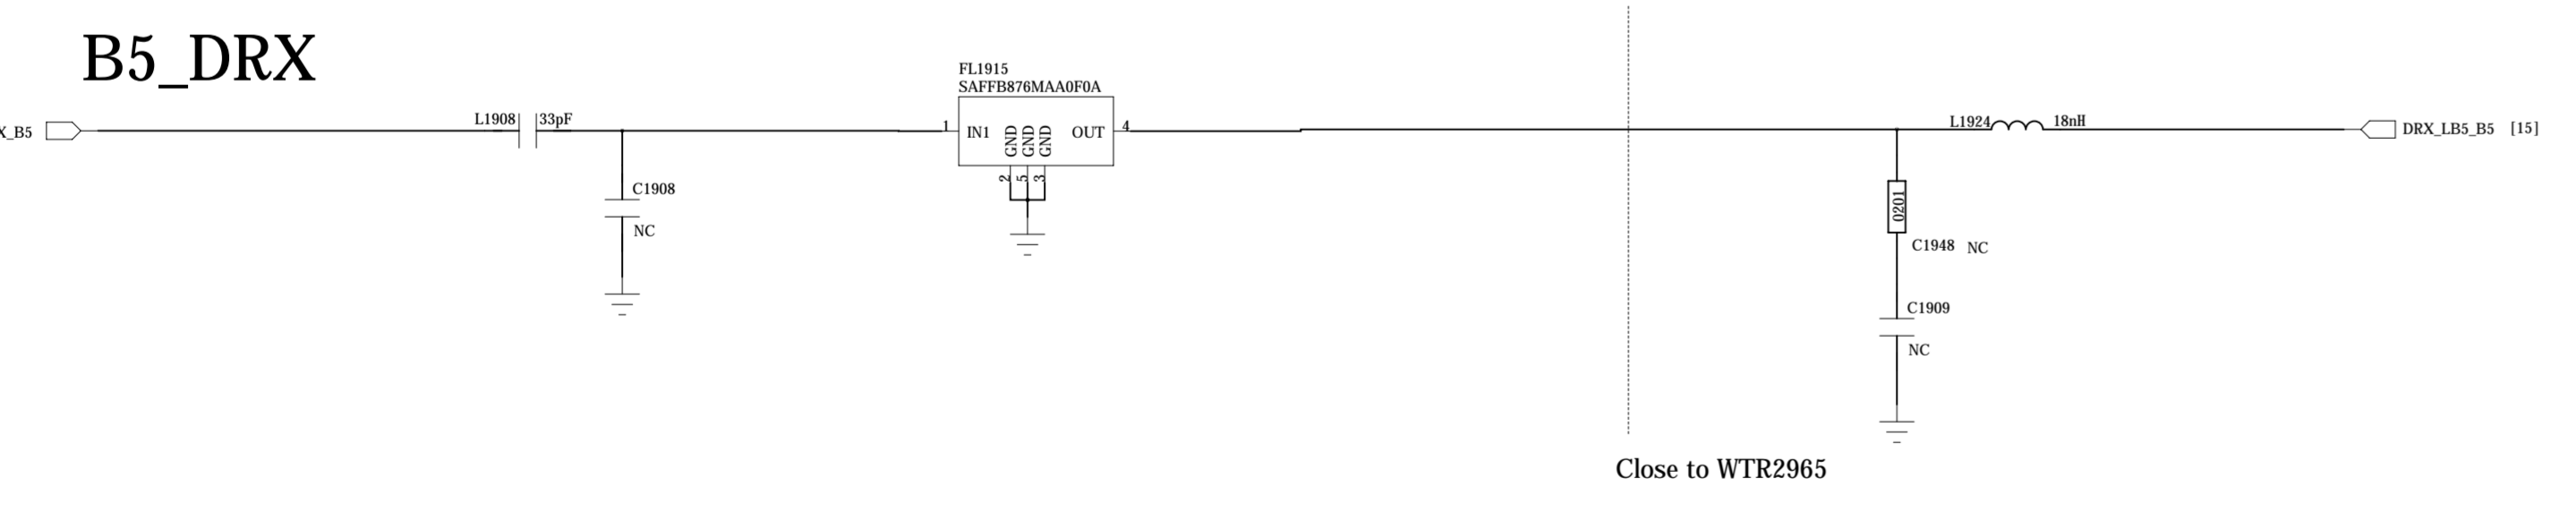 B5_DRX
X_B5
L1908
33pF
C1908
NC
FL1915
SAFFB876MAA0F0A
1
IN1
GND
GND
GND
OUT
4
2
5
3
L1924
18nH
DRX_LB5_B5 [15]
0201
C1948 NC
C1909
NC
Close to WTR2965